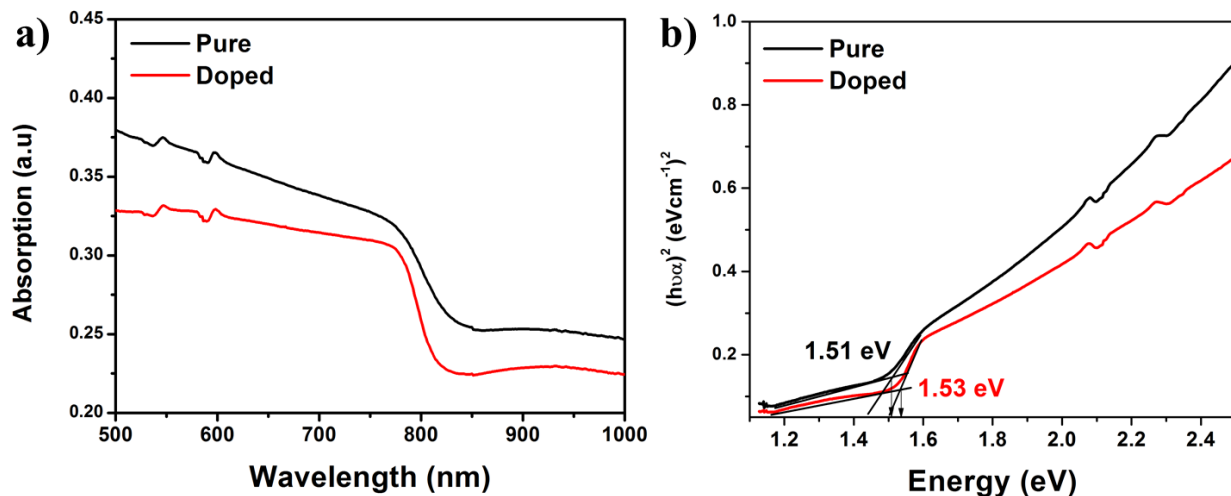 a)
0.45
0.40
0.35
0.30
0.25
0.20
Absorption (a.u)
Pure
Doped
500 600 700 800 900 1000
Wavelength (nm)
b)
1.0
0.8
0.6
0.4
0.2
(hυα)² (eVcm⁻¹)²
Pure
Doped
1.51 eV
1.53 eV
1.2 1.4 1.6 1.8 2.0 2.2 2.4
Energy (eV)